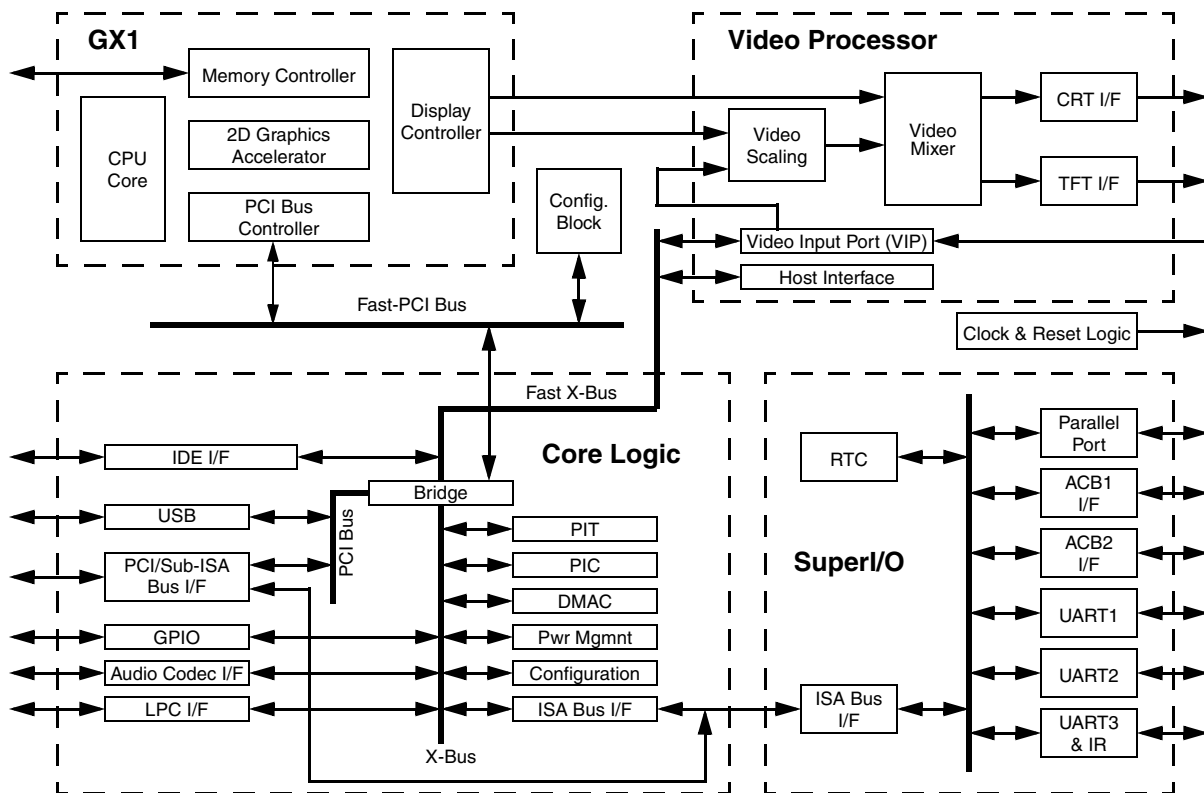 GX1
Memory Controller
CPU
Core
2D Graphics
Accelerator
PCI Bus
Controller
Display
Controller
Config.
Block
Fast-PCI Bus
Video Processor
Video
Scaling
Video
Mixer
CRT I/F
TFT I/F
Video Input Port (VIP)
Host Interface
Clock & Reset Logic
Fast X-Bus
Core Logic
IDE I/F
Bridge
USB
PCI Bus
PCI/Sub-ISA
Bus I/F
GPIO
Audio Codec I/F
LPC I/F
PIT
PIC
DMAC
Pwr Mgmnt
Configuration
ISA Bus I/F
X-Bus
SuperI/O
RTC
ISA Bus
I/F
Parallel
Port
ACB1
I/F
ACB2
I/F
UART1
UART2
UART3
& IR